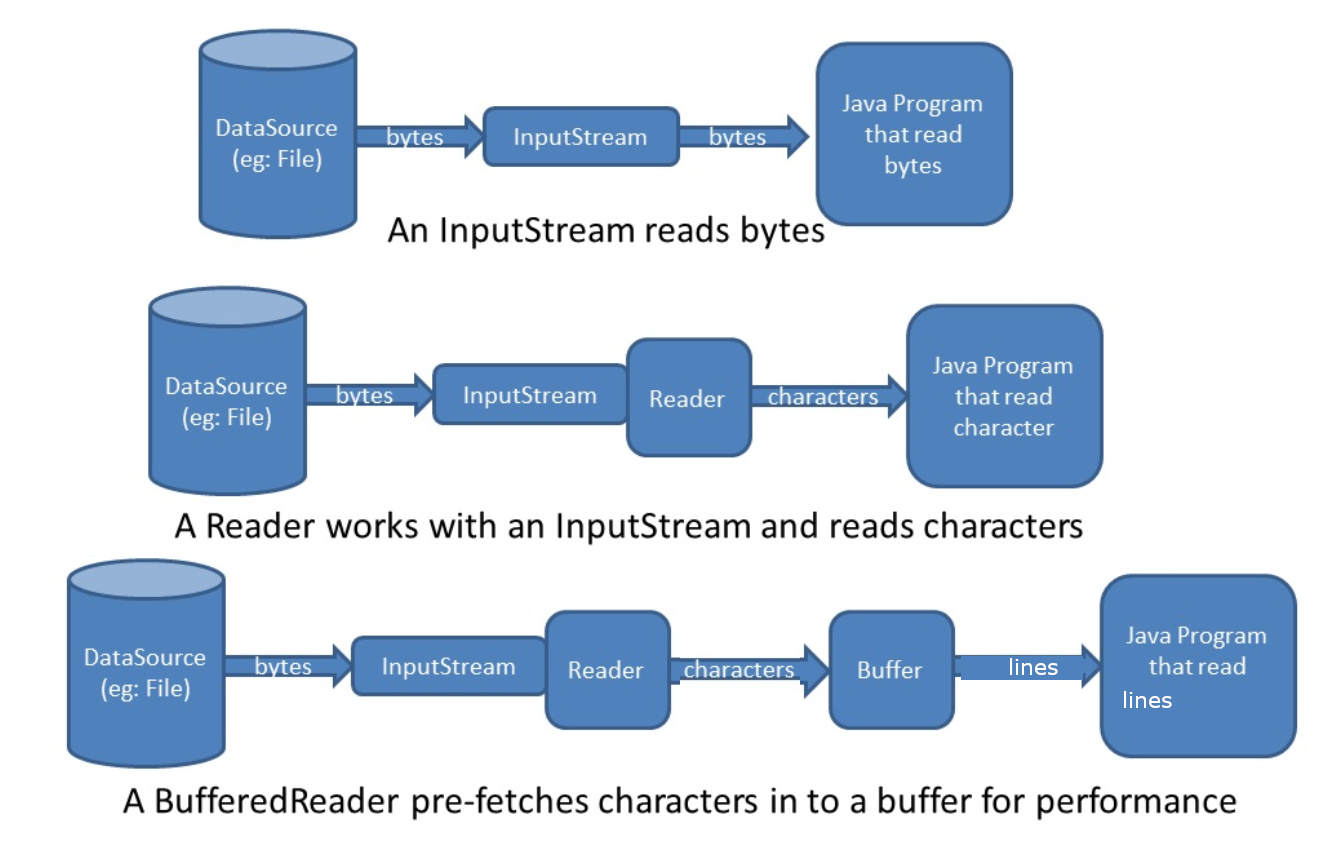 DataSource
(eg: File)
bytes
InputStream
bytes
Java Program
that read
bytes
An InputStream reads bytes
DataSource
(eg: File)
bytes
InputStream
Reader
characters
Java Program
that read
character
A Reader works with an InputStream and reads characters
DataSource
(eg: File)
bytes
InputStream
Reader
characters
Buffer
lines
Java Program
that read
lines
A BufferedReader pre-fetches characters in to a buffer for performance